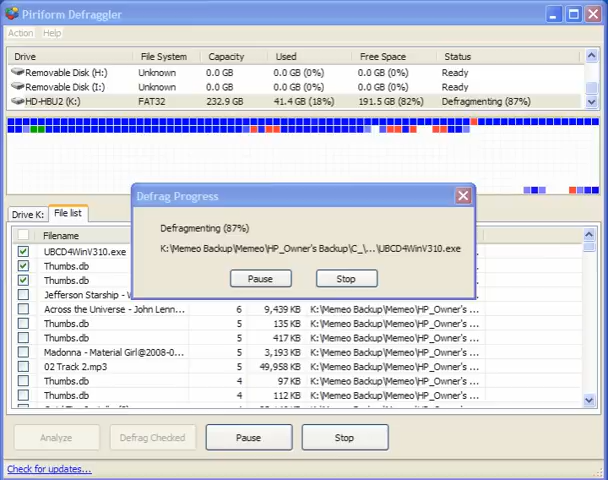 Piriform Defraggler
Action Help
Drive File System Capacity Used Free Space Status
Removable Disk (H:) Unknown 0.0 GB 0.0 GB (0%) 0.0 GB (0%) Ready
Removable Disk (I:) Unknown 0.0 GB 0.0 GB (0%) 0.0 GB (0%) Ready
HD-HBU2 (K:) FAT32 232.9 GB 41.4 GB (18%) 191.5 GB (82%) Defragmenting (87%)
Defrag Progress
Defragmenting (87%)
K:\Memeo Backup\Memeo\HP_Owner's Backup\C_\...\UBCD4WinV310.exe
Pause Stop
Drive K: File list
Filename
UBCD4WinV310.exe
Thumbs.db
Thumbs.db
Jefferson Starship -
Across the Universe - John Lenn... 6 9,439 KB K:\Memeo Backup\Memeo\HP_Owner's ...
Thumbs.db 5 135 KB K:\Memeo Backup\Memeo\HP_Owner's ...
Thumbs.db 5 417 KB K:\Memeo Backup\Memeo\HP_Owner's ...
Madonna - Material Girl@2008-0... 5 3,193 KB K:\Memeo Backup\Memeo\HP_Owner's ...
02 Track 2.mp3 5 49,958 KB K:\Memeo Backup\Memeo\HP_Owner's ...
Thumbs.db 4 97 KB K:\Memeo Backup\Memeo\HP_Owner's ...
Thumbs.db 4 112 KB K:\Memeo Backup\Memeo\HP_Owner's ...
Analyze Defrag Checked Pause Stop
Check for updates...